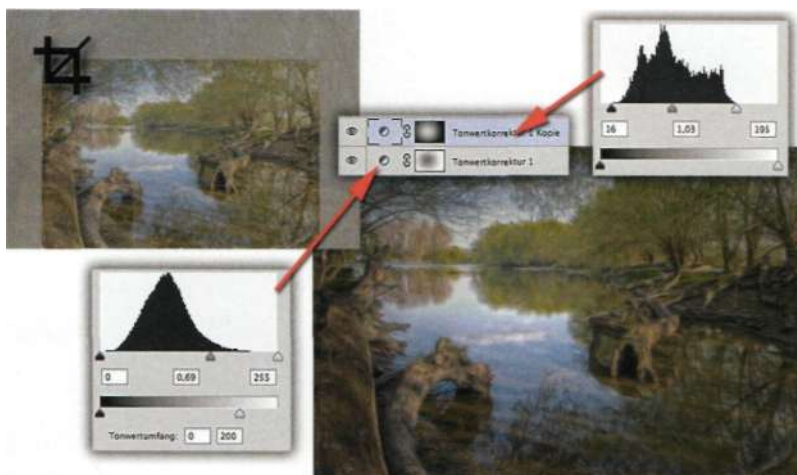 Tonwertkorrektur 1 Kopie
Tonwertkorrektur 1
16 1,03 195
0 0,69 255
Tonwertumfang: 0 200